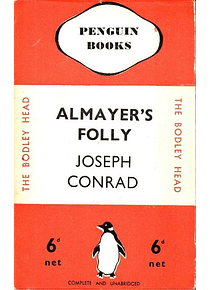 PENGUIN
BOOKS
THE BODLEY HEAD
ALMAYER'S
FOLLY
JOSEPH
CONRAD
THE BODLEY HEAD
6d
net
6d
net
COMPLETE AND UNABRIDGED